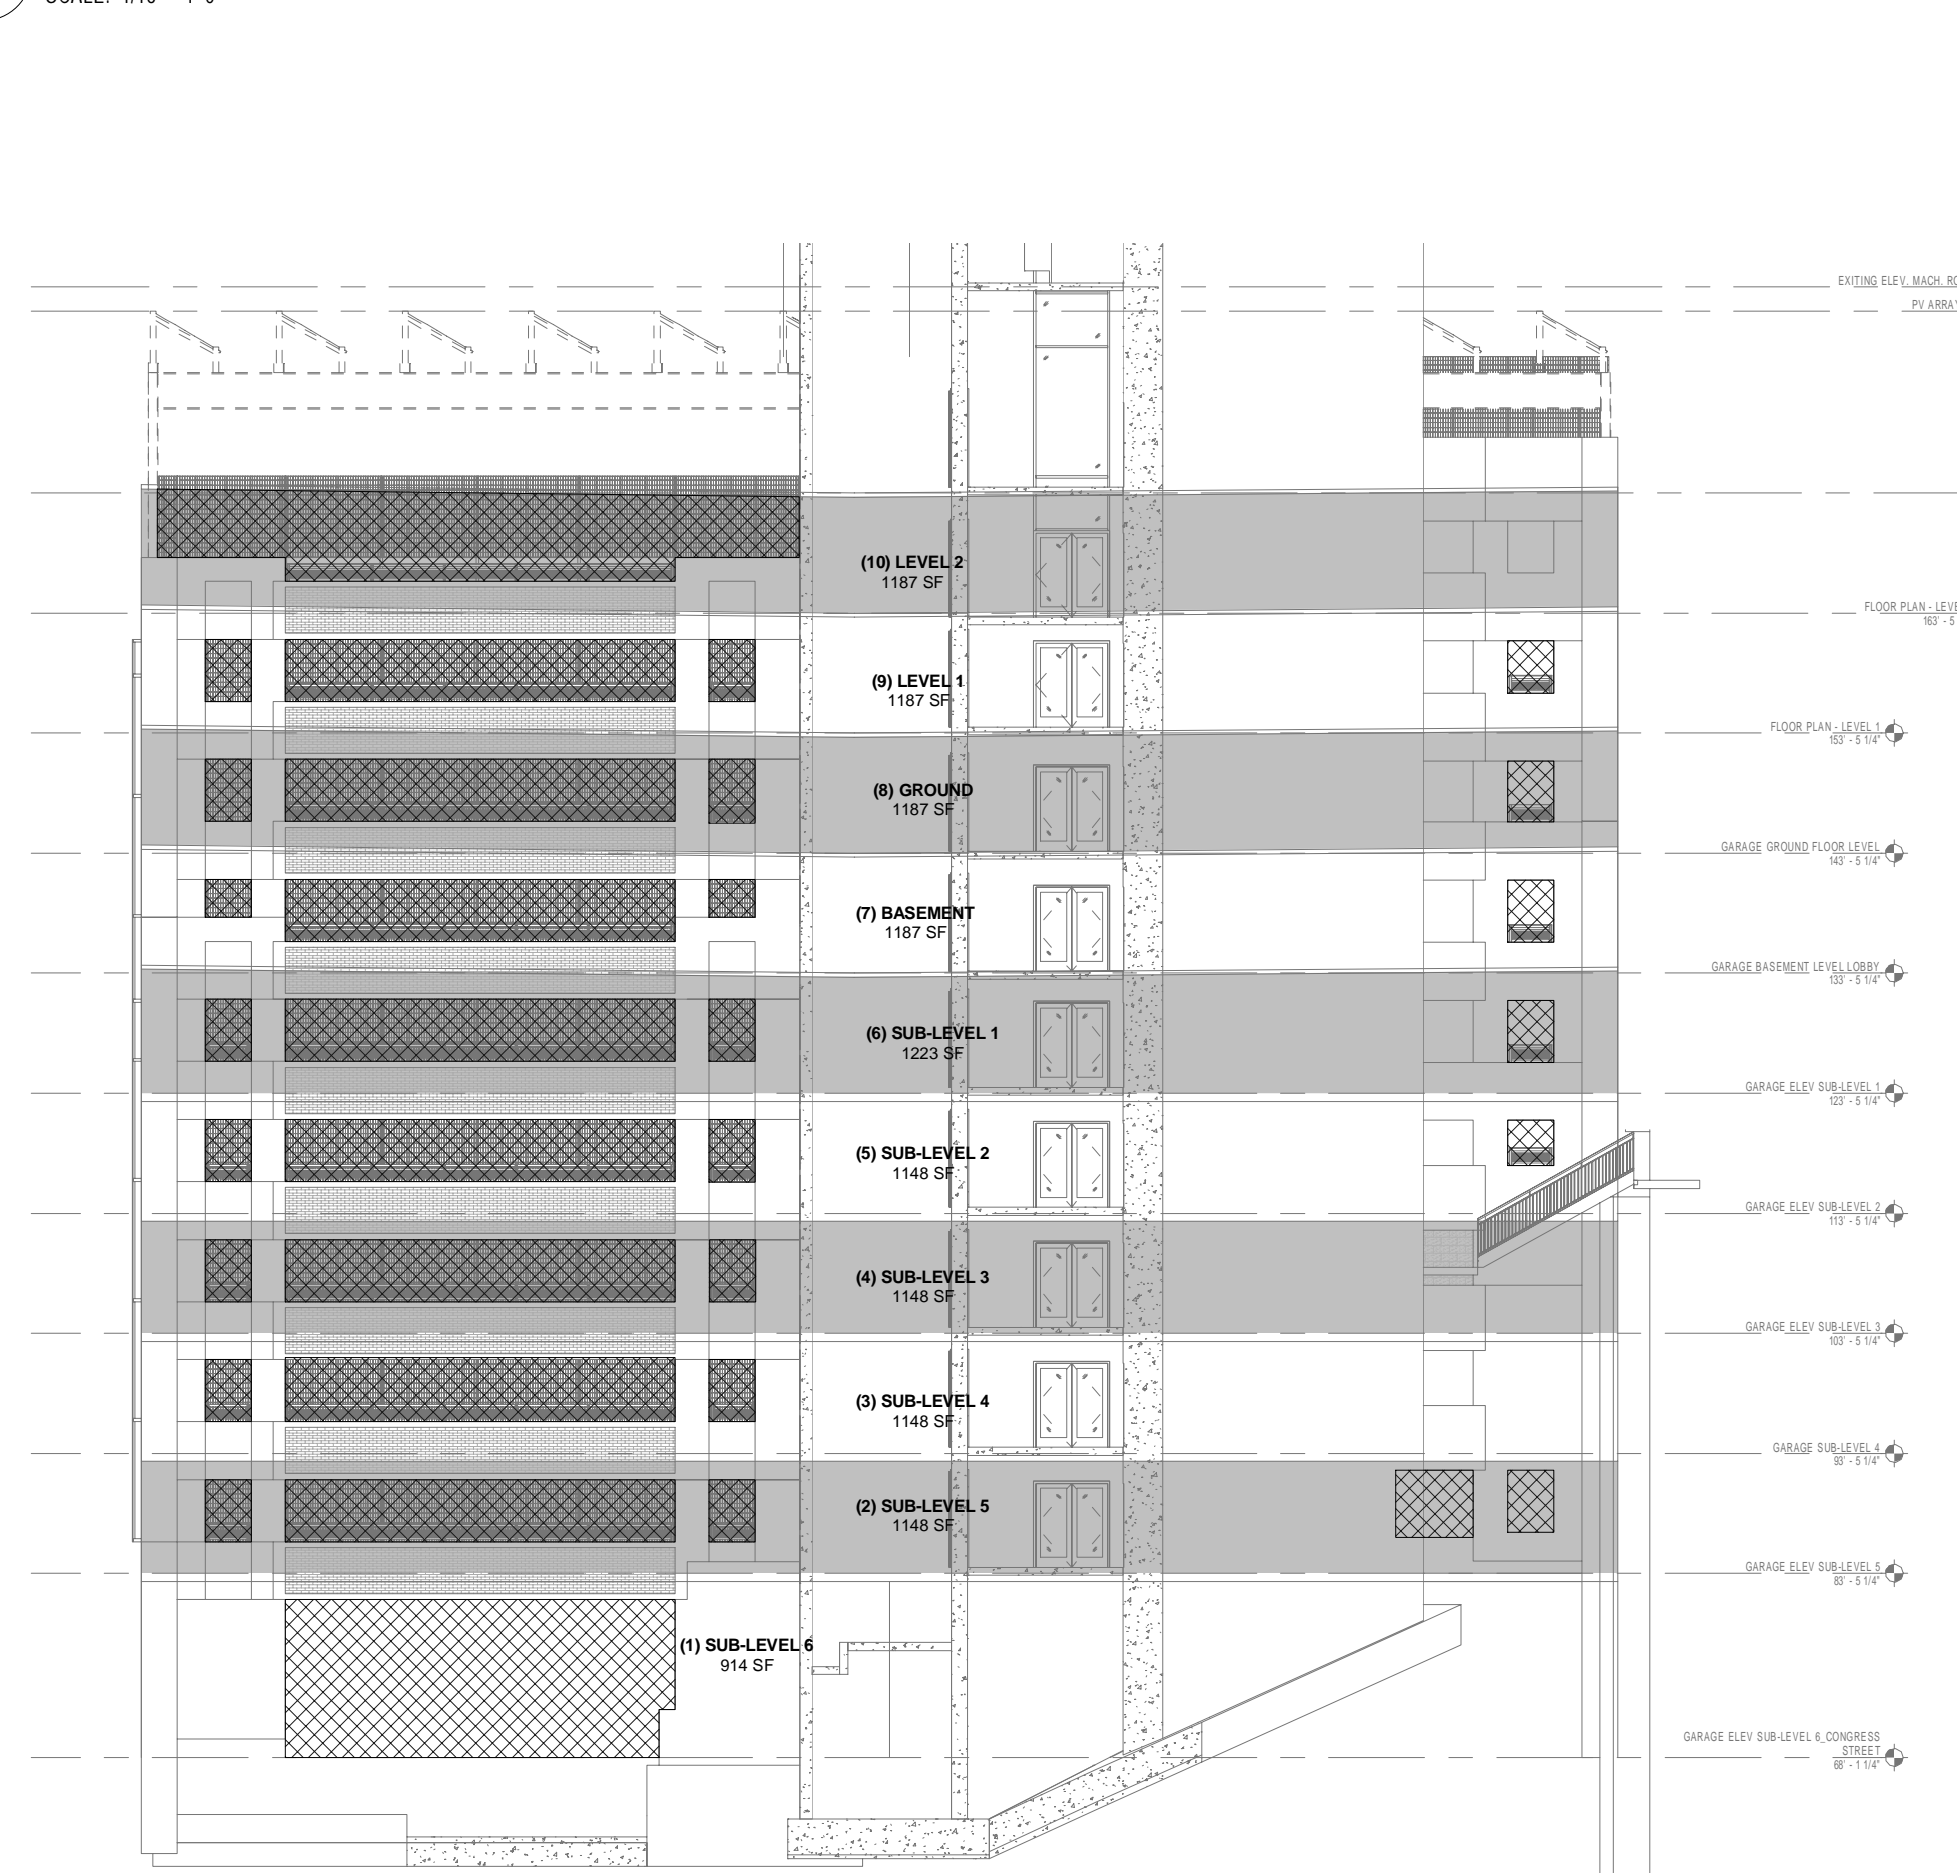 EXITING ELEV. MACH.
PV
(10) LEVEL 2
1187 SF
FLOOR PLAN -
163' - 5
(9) LEVEL 1
1187 SF
FLOOR PLAN - LEVEL 1
153' - 5 1/4"
(8) GROUND
1187 SF
GARAGE GROUND FLOOR LEVEL
143' - 5 1/4"
(7) BASEMENT
1187 SF
GARAGE BASEMENT LEVEL LOBBY
133' - 5 1/4"
(6) SUB-LEVEL 1
1223 SF
GARAGE ELEV SUB-LEVEL 1
123' - 5 1/4"
(5) SUB-LEVEL 2
1148 SF
GARAGE ELEV SUB-LEVEL 2
113' - 5 1/4"
(4) SUB-LEVEL 3
1148 SF
GARAGE ELEV SUB-LEVEL 3
103' - 5 1/4"
(3) SUB-LEVEL 4
1148 SF
GARAGE SUB-LEVEL 4
93' - 5 1/4"
(2) SUB-LEVEL 5
1148 SF
GARAGE ELEV SUB-LEVEL 5
83' - 5 1/4"
(1) SUB-LEVEL 6
914 SF
GARAGE ELEV SUB-LEVEL 6_CONGRESS
STREET
68' - 1 1/4"